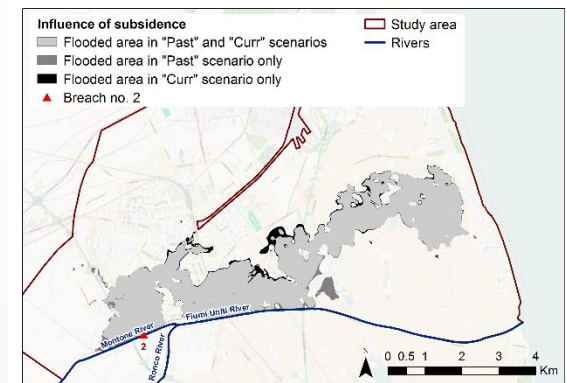 Influence of subsidence
Flooded area in "Past" and "Curr" scenarios
Flooded area in "Past" scenario only
Flooded area in "Curr" scenario only
Breach no. 2
Study area
Rivers
Montone River
Fiumi Uniti River
2
Ronco River
N
0 0.5 1 2 3 4
Km